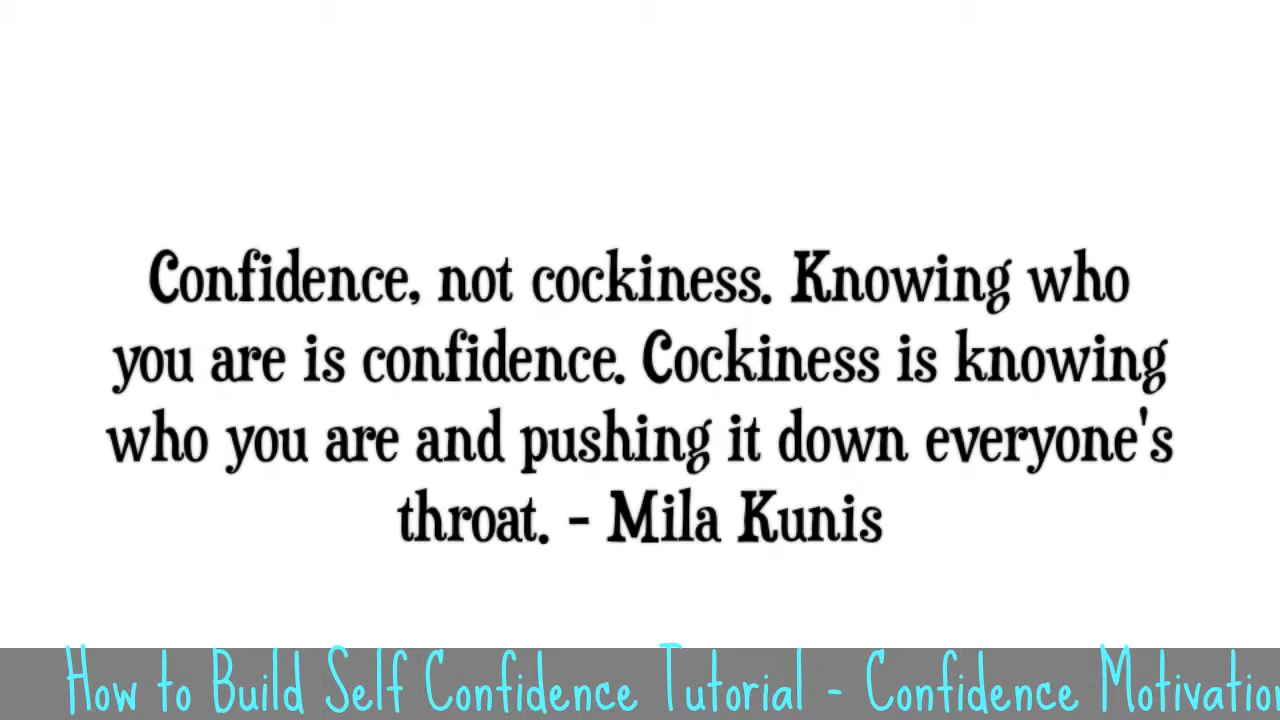 Confidence, not cockiness. Knowing who
you are is confidence. Cockiness is knowing
who you are and pushing it down everyone's
throat. - Mila Kunis
How to Build Self Confidence Tutorial - Confidence Motivation